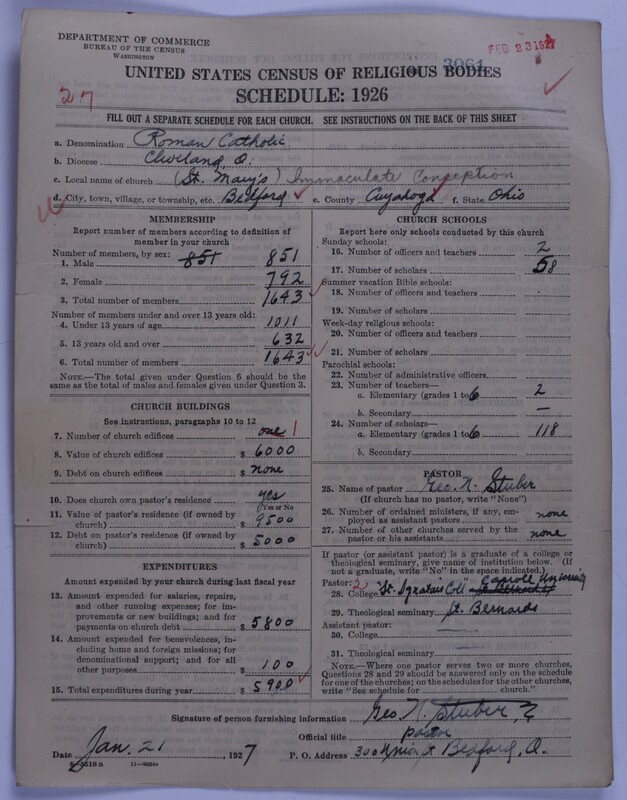 DEPARTMENT OF COMMERCE
BUREAU OF THE CENSUS
WASHINGTON
FEB 23 1927
3961
UNITED STATES CENSUS OF RELIGIOUS BODIES
SCHEDULE: 1926
27
FILL OUT A SEPARATE SCHEDULE FOR EACH CHURCH. SEE INSTRUCTIONS ON THE BACK OF THIS SHEET
a. Denomination Roman Catholic
b. Diocese Cleveland, O.
c. Local name of church (St. Mary's) Immaculate Conception
d. City, town, village, or township, etc. Bedford e. County Cuyahoga f. State Ohio
MEMBERSHIP
Report number of members according to definition of
member in your church
Number of members, by sex: 851
1. Male 851
2. Female 792
3. Total number of members 1643
Number of members under and over 13 years old:
4. Under 13 years of age 1011
5. 13 years old and over 632
6. Total number of members 1643
NOTE.—The total given under Question 6 should be
same as the total of males and females given under Question 3.
CHURCH BUILDINGS
See instructions, paragraphs 10 to 12
7. Number of church edifices one 1
8. Value of church edifices $ 6000
9. Debt on church edifices $ none
10. Does church own pastor's residence? yes
(Yes or No)
11. Value of pastor's residence (if owned by
church) $ 9500
12. Debt on pastor's residence (if owned by
church) $ 5000
EXPENDITURES
Amount expended by your church during last fiscal year
13. Amount expended for salaries, repairs,
and other running expenses; for im-
provements or new buildings; and for
payments on church debt $ 5800
14. Amount expended for benevolences, in-
cluding home and foreign missions; for
denominational support; and for all
other purposes $ 100
15. Total expenditures during year $ 5900
CHURCH SCHOOLS
Report here only schools conducted by this church
Sunday schools:
16. Number of officers and teachers 2
17. Number of scholars 58
Summer vacation Bible schools:
18. Number of officers and teachers
19. Number of scholars
Week-day religious schools:
20. Number of officers and teachers
21. Number of scholars
Parochial schools:
22. Number of administrative officers
23. Number of teachers—
a. Elementary (grades 1 to 6 2
b. Secondary —
24. Number of scholars—
a. Elementary (grades 1 to 6 118
b. Secondary
PASTOR
25. Name of pastor Geo. N. Stuber
(If church has no pastor, write "None")
26. Number of ordained ministers, if any, em-
ployed as assistant pastors none
27. Number of other churches served by the
pastor or his assistants none
If pastor (or assistant pastor) is a graduate of a college or
theological seminary, give name of institution below. (If
not a graduate, write "No" in the space indicated.)
Pastor: 2
28. College St. Ignatius Coll Carroll University
29. Theological seminary St. Bernards
Assistant pastor:
30. College
31. Theological seminary
NOTE.—Where one pastor serves two or more churches,
Questions 28 and 29 should be answered only on the schedule
for one of the churches; on the schedules for the other churches,
write "See schedule for church."
Signature of person furnishing information Geo N. Stuber
Official title pastor
Date Jan. 21, 1927 P. O. Address 300 Union St Bedford, O.
8-5518a 11-9684